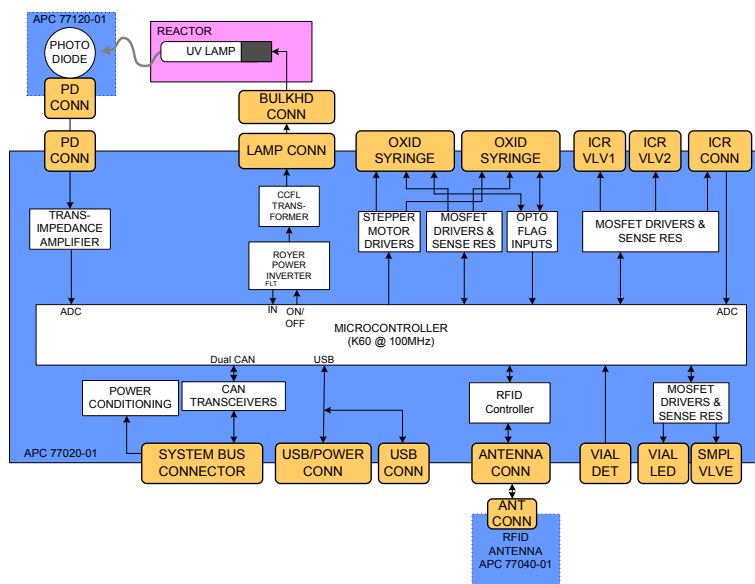 APC 77120-01
PHOTO
DIODE
REACTOR
UV LAMP
PD
CONN
BULKHD
CONN
PD
CONN
LAMP CONN
OXID
SYRINGE
OXID
SYRINGE
ICR
VLV1
ICR
VLV2
ICR
CONN
TRANS-
IMPEDANCE
AMPLIFIER
CCFL
TRANS-
FORMER
STEPPER
MOTOR
DRIVERS
MOSFET
DRIVERS &
SENSE RES
OPTO
FLAG
INPUTS
MOSFET DRIVERS &
SENSE RES
ROYER
POWER
INVERTER
FLT
ADC
IN
ON/
OFF
ADC
MICROCONTROLLER
(K60 @ 100MHz)
Dual CAN
USB
POWER
CONDITIONING
CAN
TRANSCEIVERS
RFID
Controller
MOSFET
DRIVERS &
SENSE RES
APC 77020-01
SYSTEM BUS
CONNECTOR
USB/POWER
CONN
USB
CONN
ANTENNA
CONN
VIAL
DET
VIAL
LED
SMPL
VLVE
ANT
CONN
RFID
ANTENNA
APC 77040-01